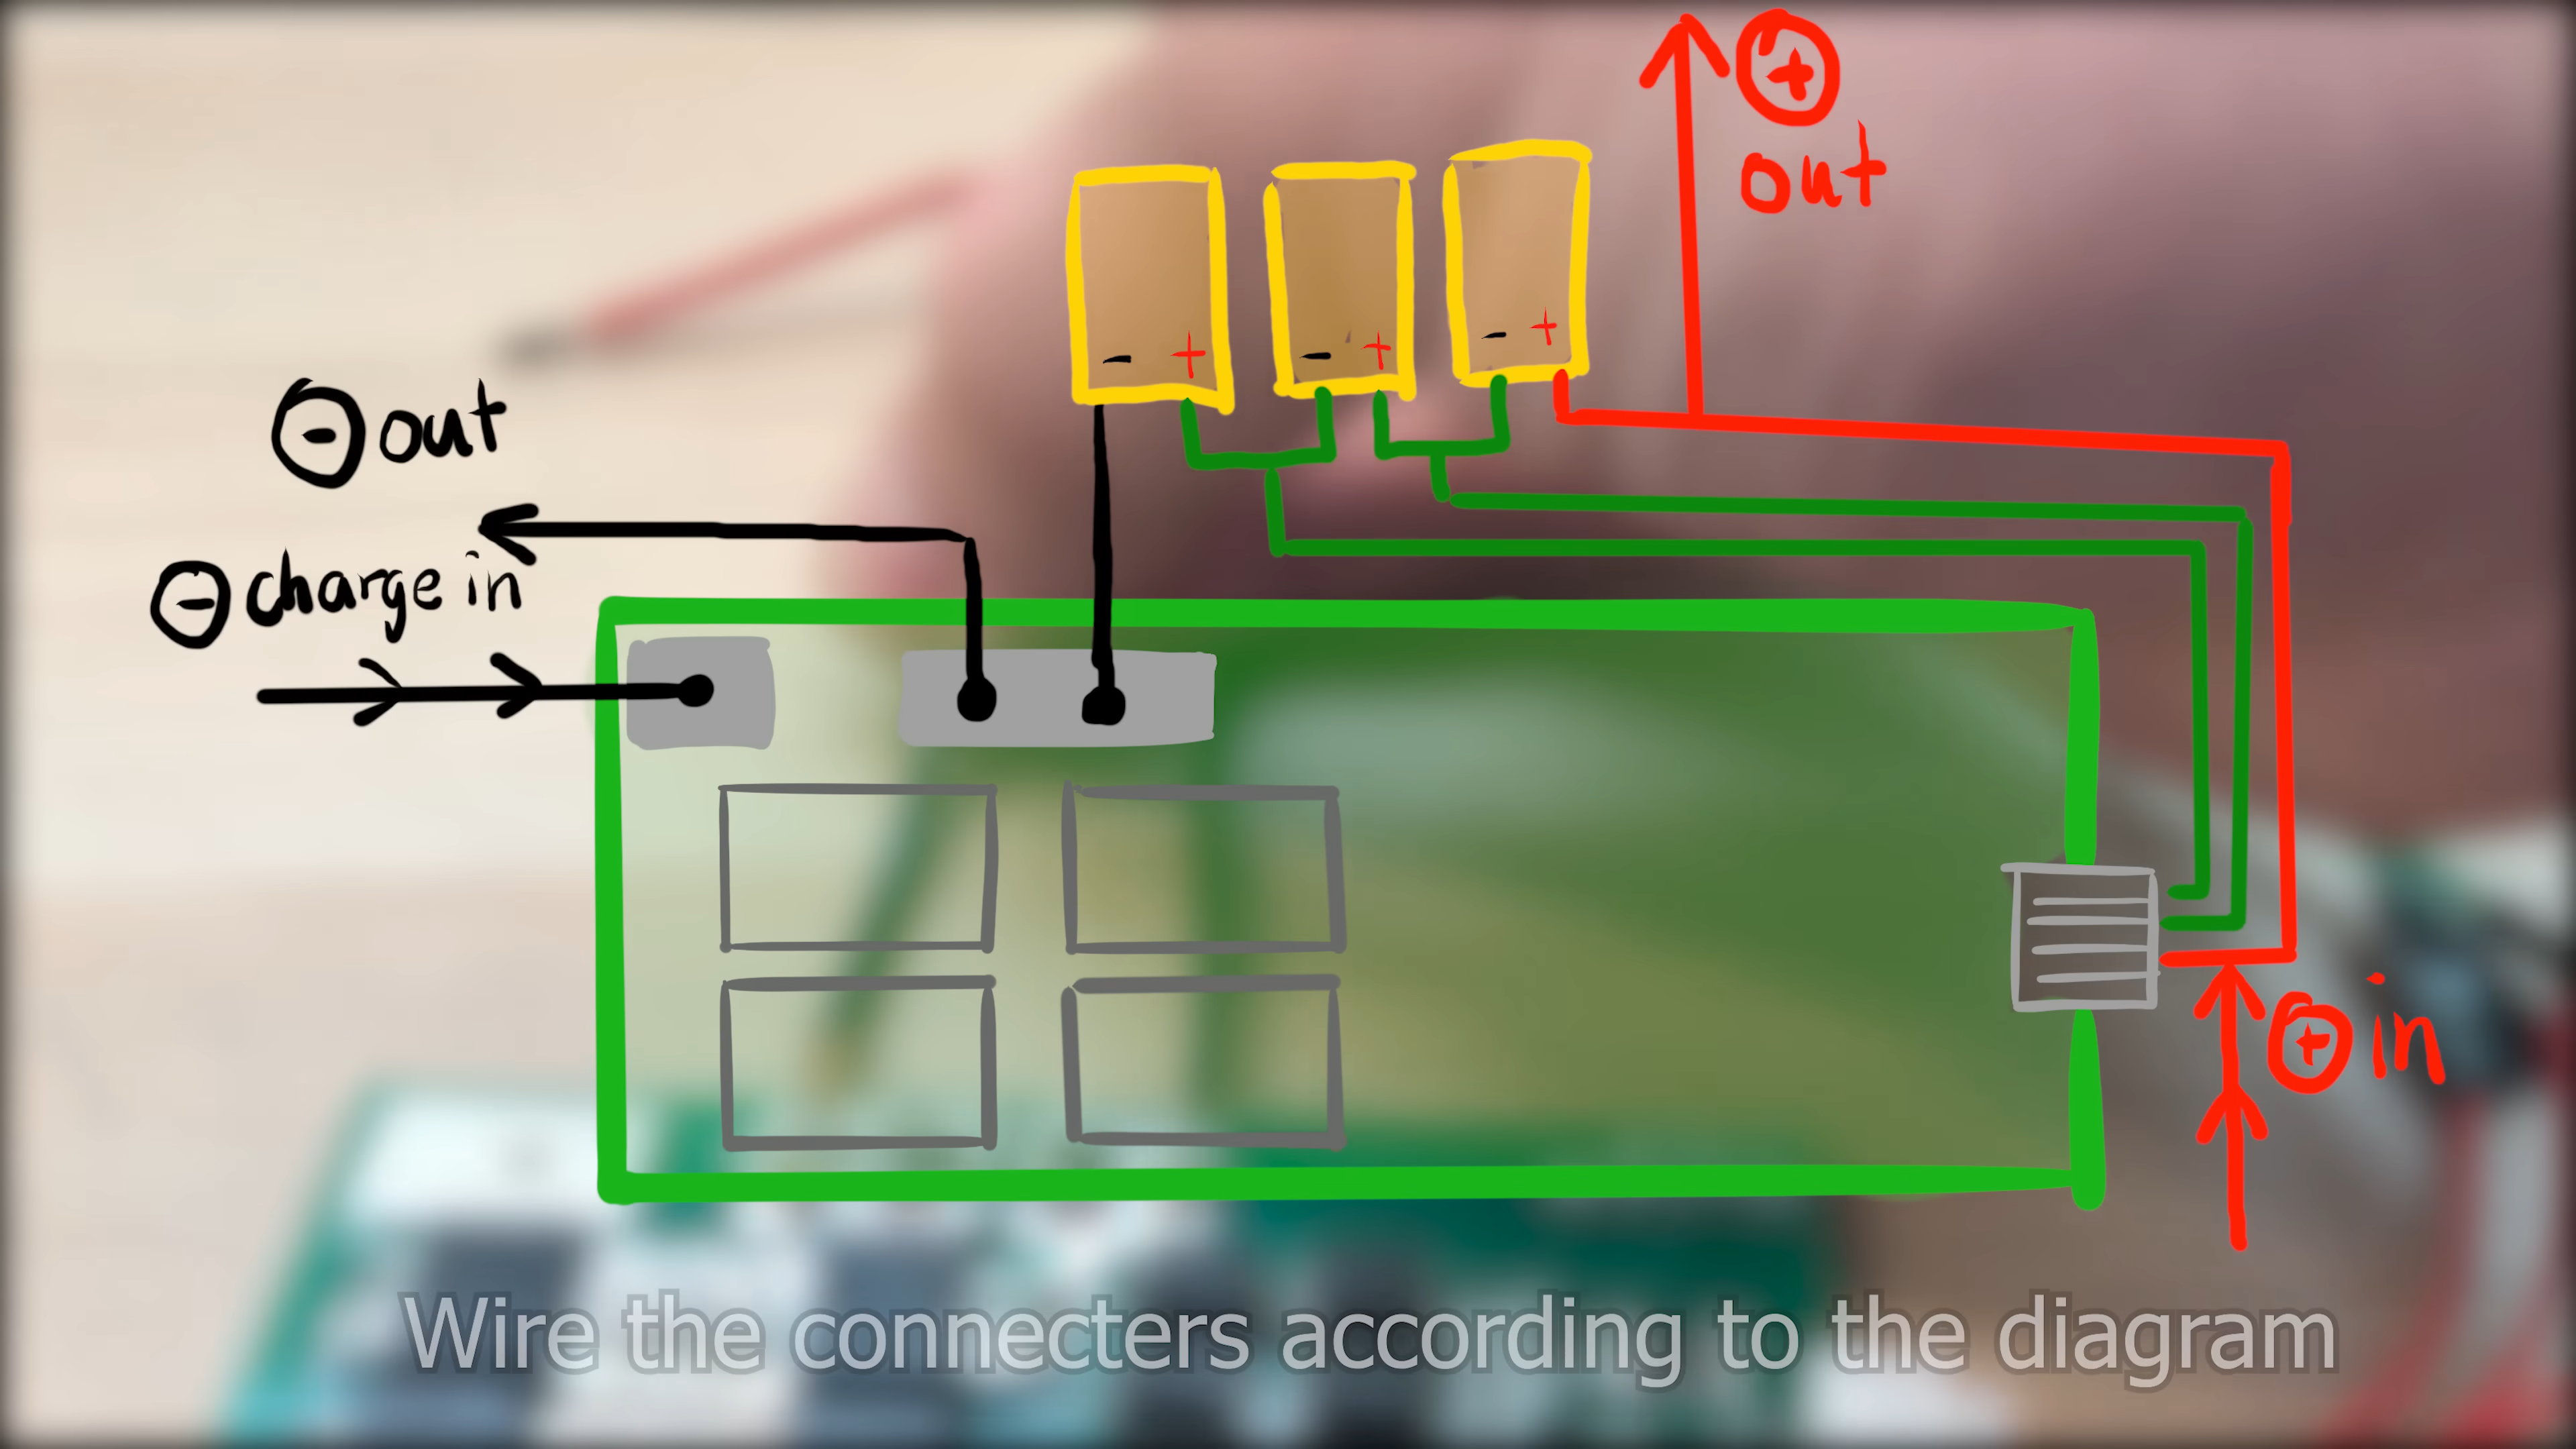 ⊕
out
- + - + - +
⊖ out
⊖ charge in
⊕ in
Wire the connecters according to the diagram